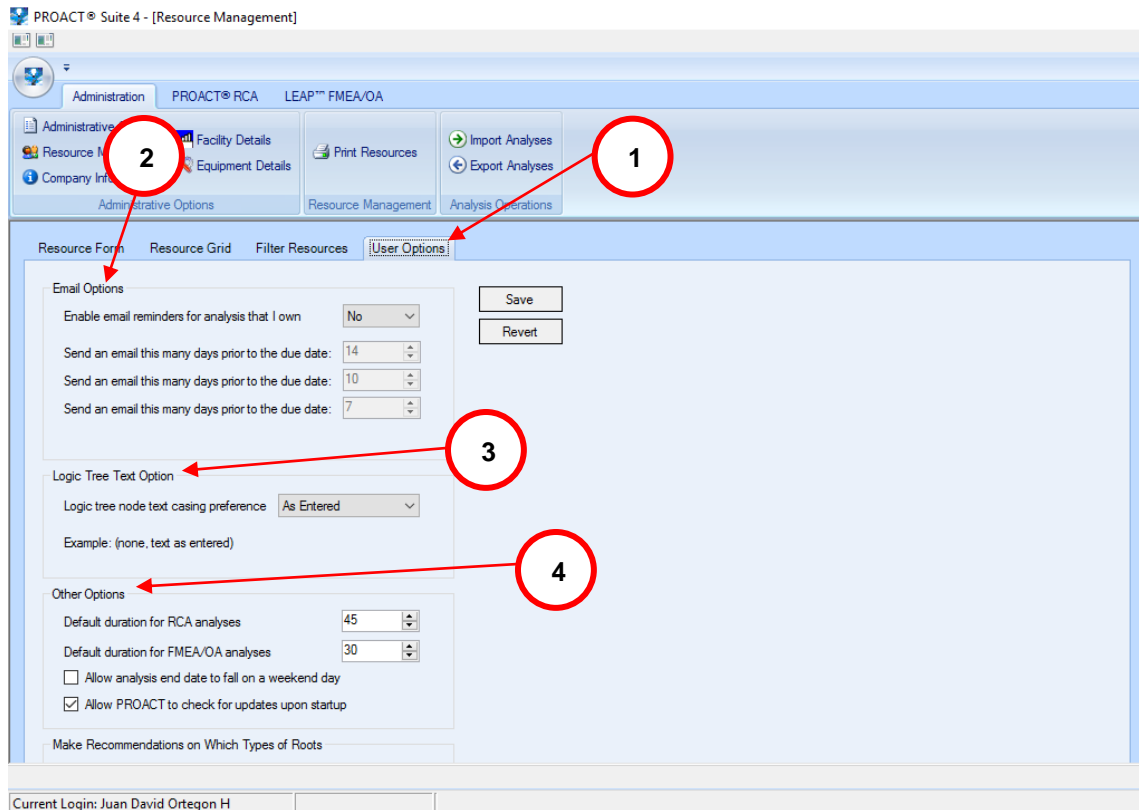 PROACT® Suite 4 - [Resource Management]
Administration PROACT® RCA LEAP™ FMEA/OA
Administrative Facility Details Import Analyses
Resource 2 Print Resources 1
Company Equipment Details Export Analyses
Administrative Options Resource Management Analysis Operations
Resource Form Resource Grid Filter Resources User Options
Email Options
Save
Enable email reminders for analysis that I own No
Revert
Send an email this many days prior to the due date: 14
Send an email this many days prior to the due date: 10
Send an email this many days prior to the due date: 7
3
Logic Tree Text Option
Logic tree node text casing preference As Entered
Example: (none, text as entered)
4
Other Options
Default duration for RCA analyses 45
Default duration for FMEA/OA analyses 30
Allow analysis end date to fall on a weekend day
Allow PROACT to check for updates upon startup
Make Recommendations on Which Types of Roots
Current Login: Juan David Ortegon H